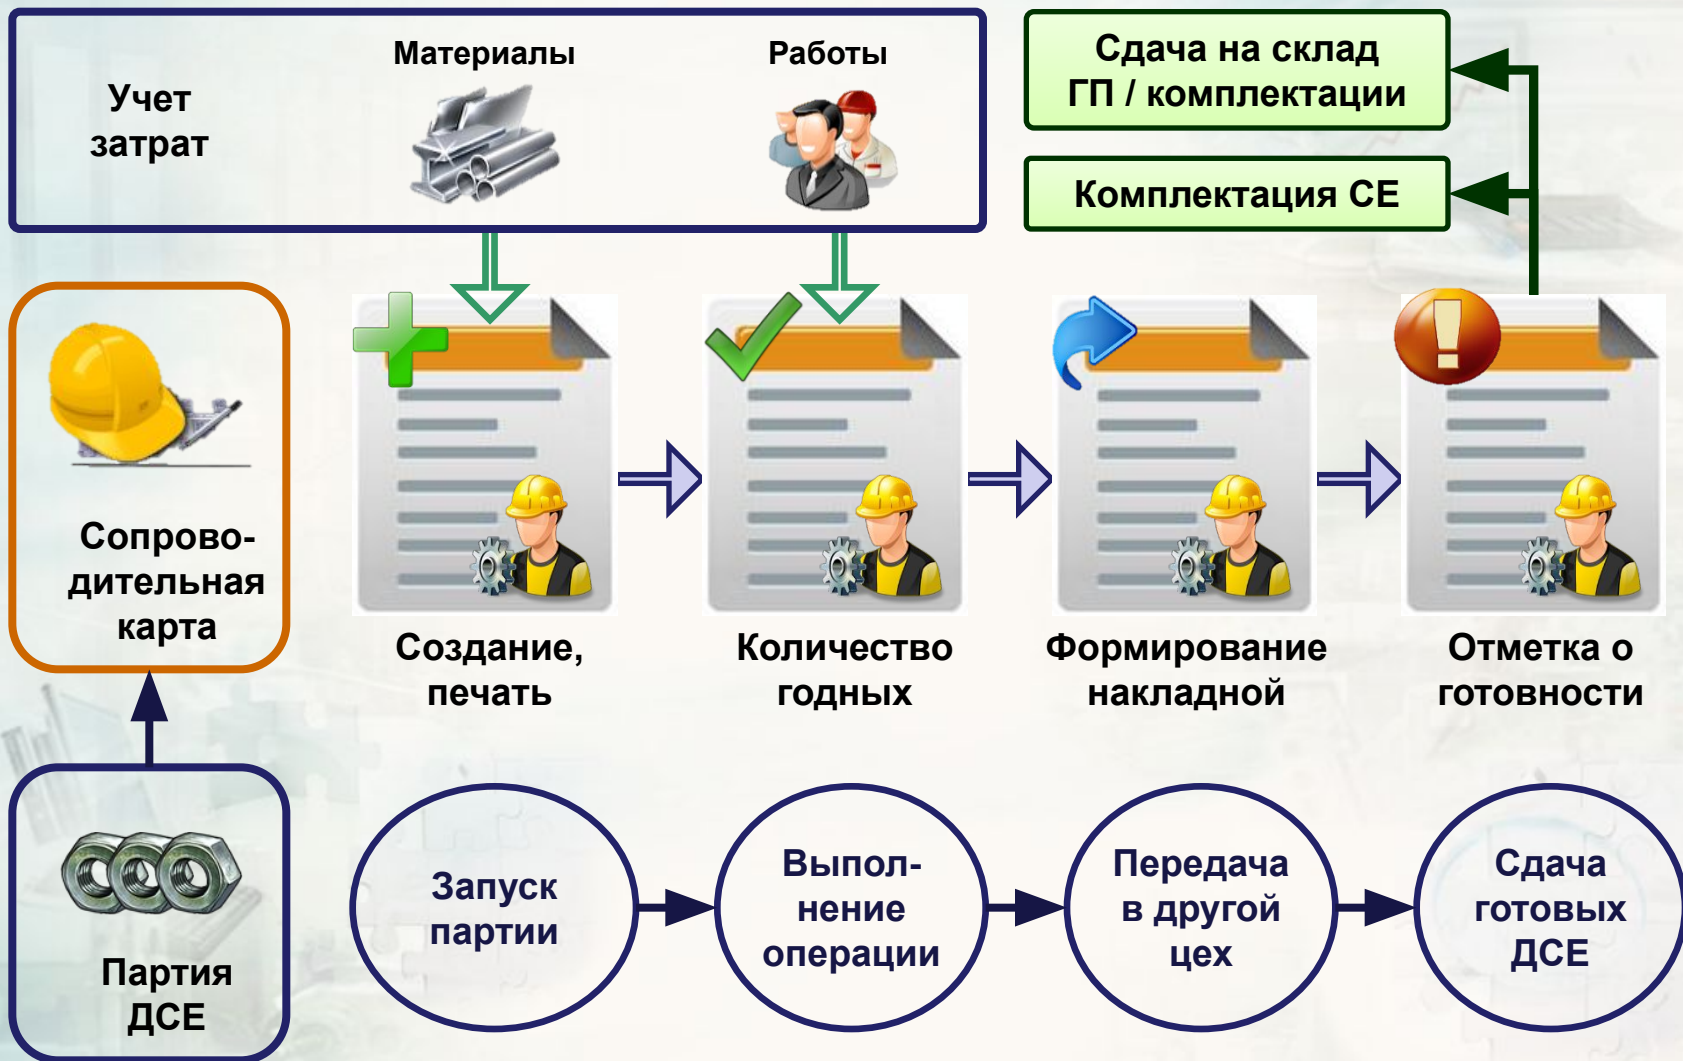 Учет
затрат
Материалы
Работы
Сдача на склад
ГП / комплектации
Комплектация СЕ
Сопрово-
дительная
карта
Создание,
печать
Количество
годных
Формирование
накладной
Отметка о
готовности
Партия
ДСЕ
Запуск
партии
Выпол-
нение
операции
Передача
в другой
цех
Сдача
готовых
ДСЕ